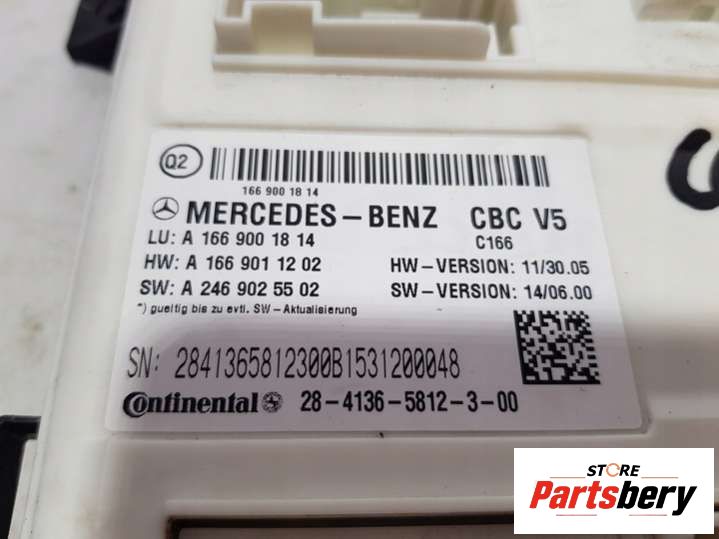 Q2
166 900 18 14
MERCEDES-BENZ CBC V5
C166
LU: A 166 900 18 14
HW: A 166 901 12 02 HW-VERSION: 11/30.05
SW: A 246 902 55 02 SW-VERSION: 14/06.00
*) gueltig bis zu evtl. SW-Aktualisierung
SN: 2841365812300B1531200048
Continental 28-4136-5812-3-00
STORE
Partsbery